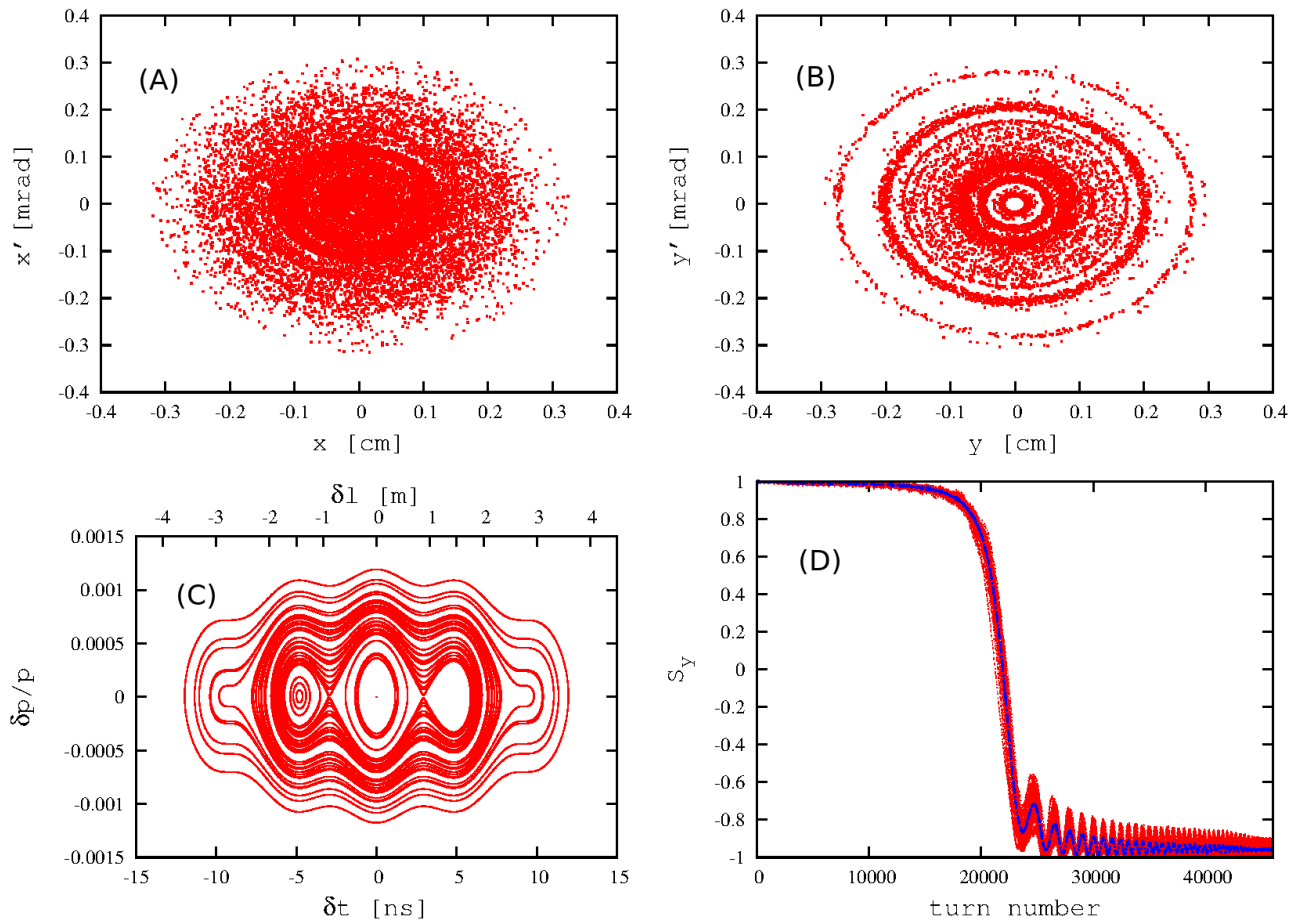 0.4
0.3
0.2
0.1
0
-0.1
-0.2
-0.3
-0.4
x' [mrad]
(A)
-0.4 -0.3 -0.2 -0.1 0 0.1 0.2 0.3 0.4
x [cm]
0.4
0.3
0.2
0.1
0
-0.1
-0.2
-0.3
-0.4
y' [mrad]
(B)
-0.4 -0.3 -0.2 -0.1 0 0.1 0.2 0.3 0.4
y [cm]
δl [m]
-4 -3 -2 -1 0 1 2 3 4
0.0015
0.001
0.0005
0
-0.0005
-0.001
-0.0015
δp/p
(C)
-15 -10 -5 0 5 10 15
δt [ns]
1
0.8
0.6
0.4
0.2
0
-0.2
-0.4
-0.6
-0.8
-1
Sy
(D)
0 10000 20000 30000 40000
turn number